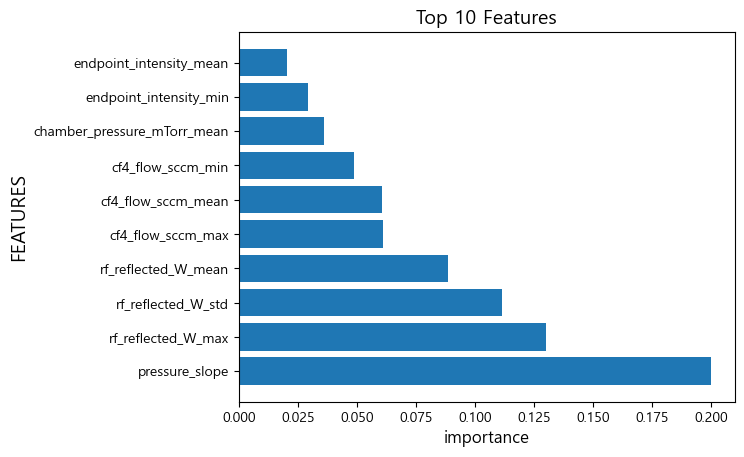 Top 10 Features
FEATURES
endpoint_intensity_mean
endpoint_intensity_min
chamber_pressure_mTorr_mean
cf4_flow_sccm_min
cf4_flow_sccm_mean
cf4_flow_sccm_max
rf_reflected_W_mean
rf_reflected_W_std
rf_reflected_W_max
pressure_slope
0.000 0.025 0.050 0.075 0.100 0.125 0.150 0.175 0.200
importance